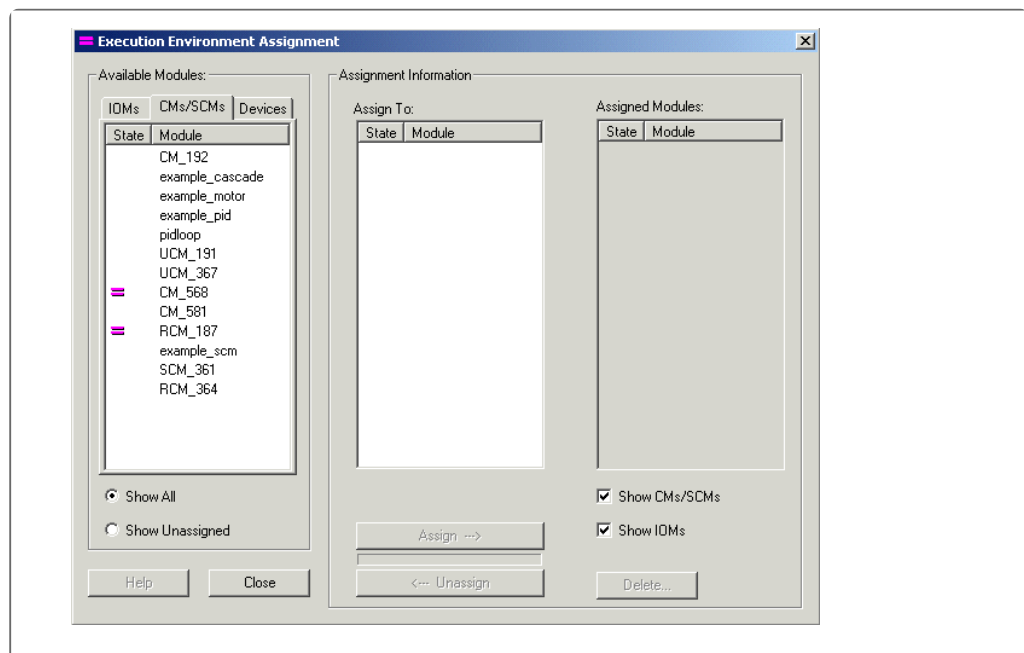 Execution Environment Assignment
Available Modules:
IOMs CMs/SCMs Devices
State Module
CM_192
example_cascade
example_motor
example_pid
pidloop
UCM_191
UCM_367
CM_568
CM_581
RCM_187
example_scm
SCM_361
RCM_364
Show All
Show Unassigned
Help Close
Assignment Information
Assign To:
State Module
Assign --->
<--- Unassign
Assigned Modules:
State Module
Show CMs/SCMs
Show IOMs
Delete...